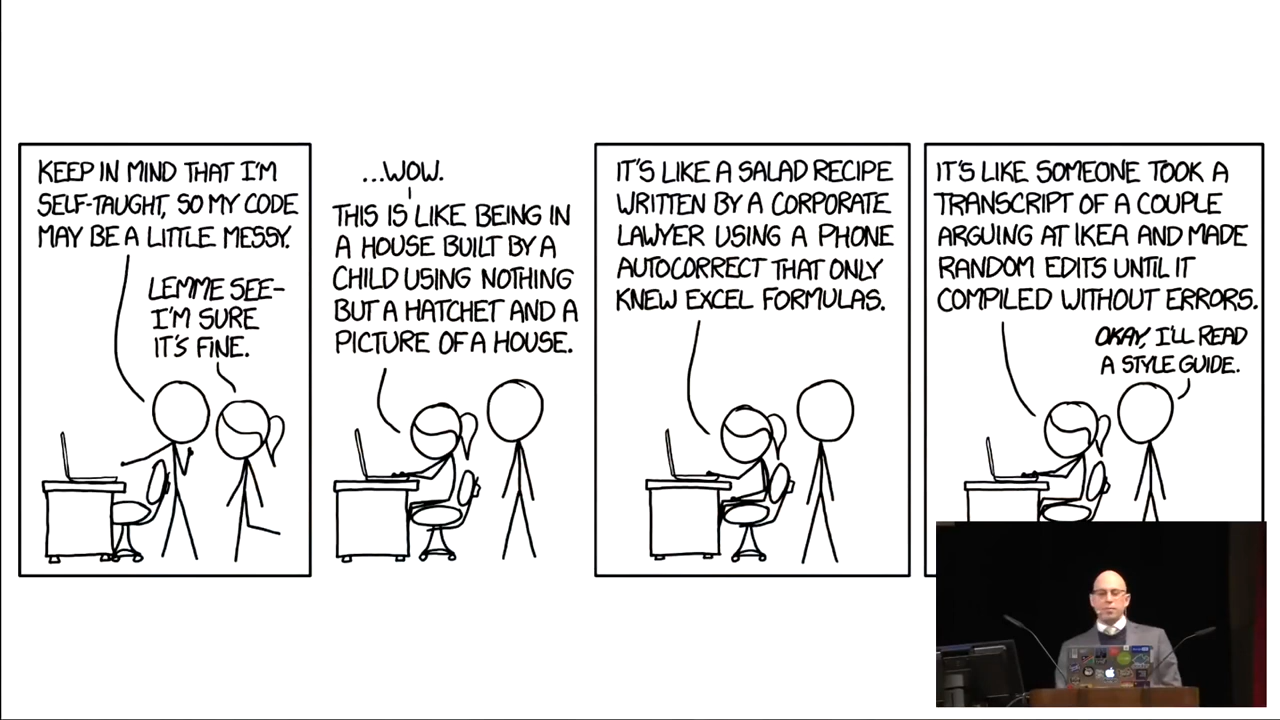 KEEP IN MIND THAT I'M
SELF-TAUGHT, SO MY CODE
MAY BE A LITTLE MESSY.
LEMME SEE-
I'M SURE
IT'S FINE.
...WOW.
THIS IS LIKE BEING IN
A HOUSE BUILT BY A
CHILD USING NOTHING
BUT A HATCHET AND A
PICTURE OF A HOUSE.
IT'S LIKE A SALAD RECIPE
WRITTEN BY A CORPORATE
LAWYER USING A PHONE
AUTOCORRECT THAT ONLY
KNEW EXCEL FORMULAS.
IT'S LIKE SOMEONE TOOK A
TRANSCRIPT OF A COUPLE
ARGUING AT IKEA AND MADE
RANDOM EDITS UNTIL IT
COMPILED WITHOUT ERRORS.
OKAY, I'LL READ
A STYLE GUIDE.